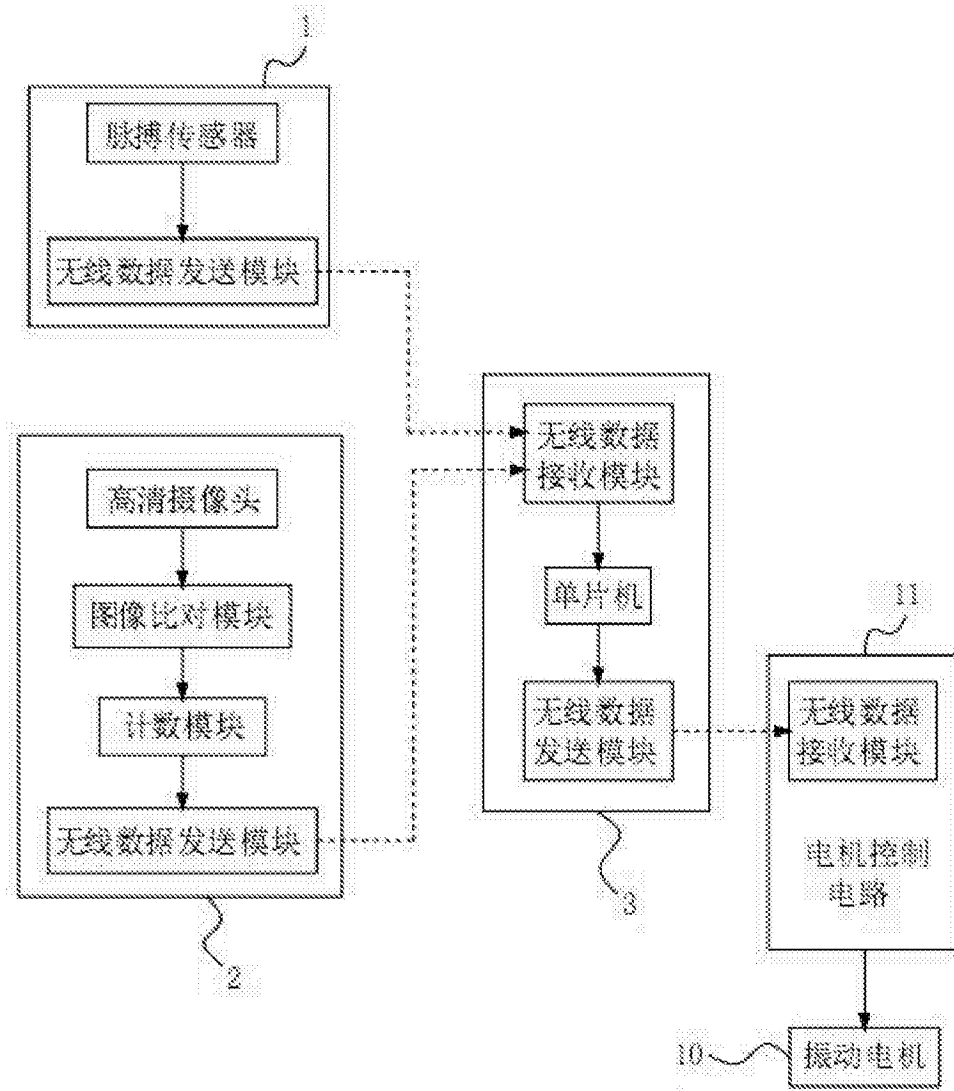 1
脉搏传感器
无线数据发送模块
高清摄像头
图像比对模块
计数模块
无线数据发送模块
2
无线数据
接收模块
单片机
无线数据
发送模块
3
11
无线数据
接收模块
电机控制
电路
10
振动电机